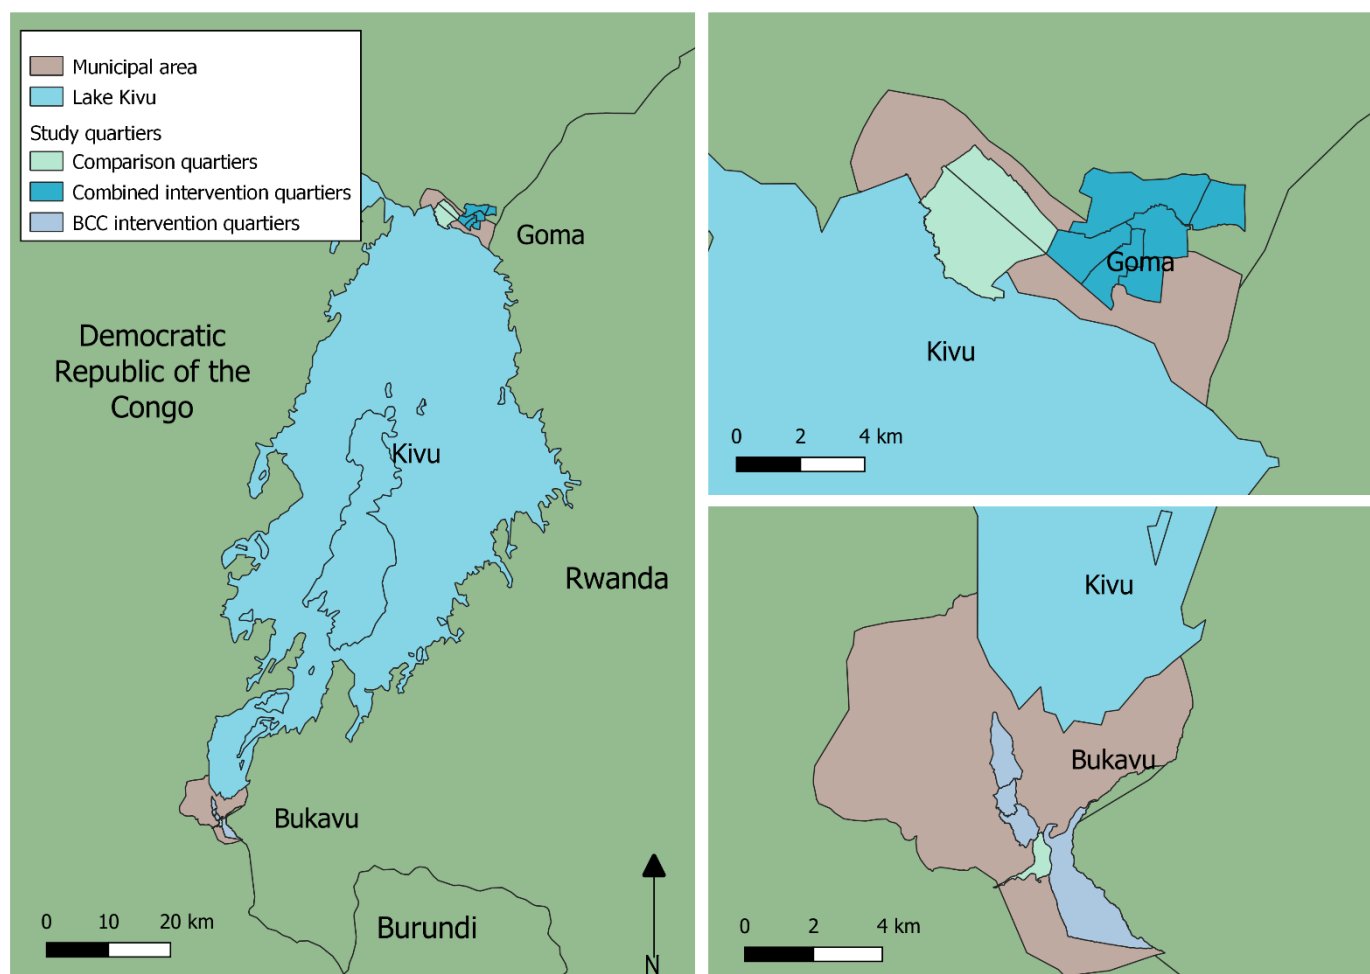 Municipal area
Lake Kivu
Study quartiers
Comparison quartiers
Combined intervention quartiers
BCC intervention quartiers
Goma
Democratic
Republic of the
Congo
Kivu
Rwanda
Bukavu
Burundi
0 10 20 km
N
Goma
Kivu
0 2 4 km
Kivu
Bukavu
0 2 4 km